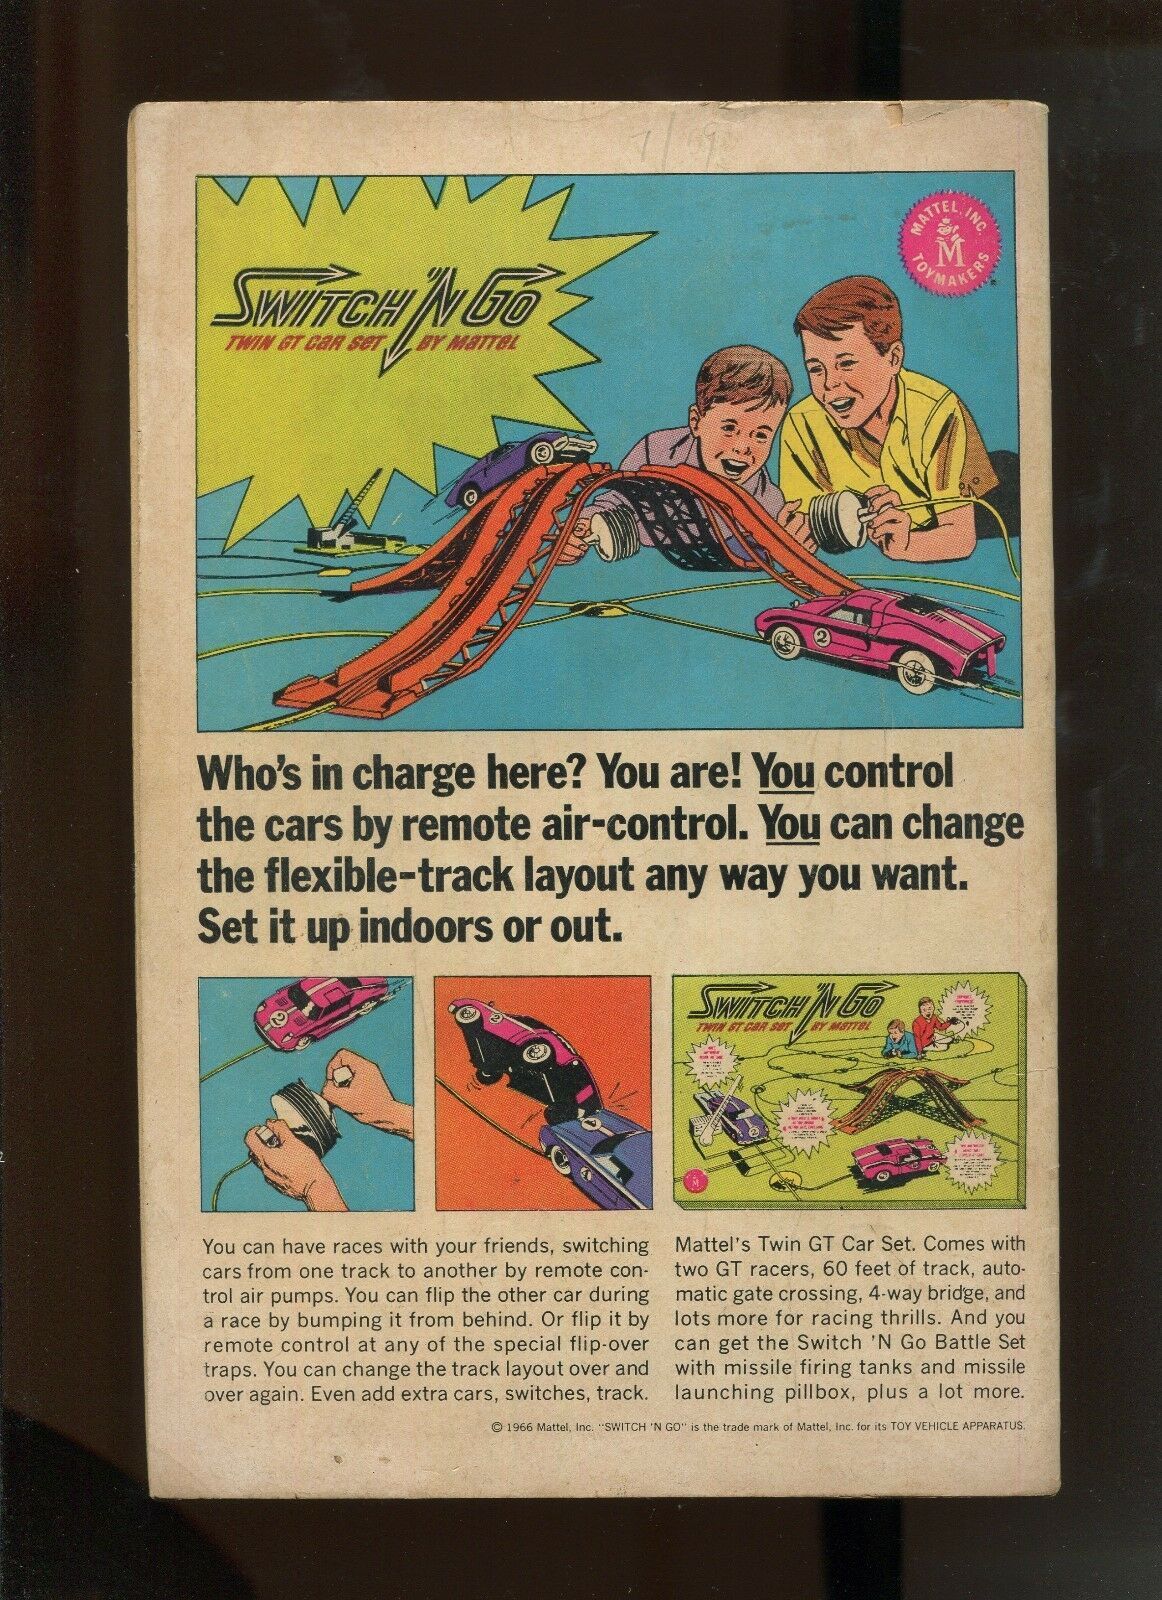 SWITCH 'N GO
TWIN GT CAR SET BY MATTEL
MATTEL, INC.
M
TOYMAKERS
2
Who's in charge here? You are! You control
the cars by remote air-control. You can change
the flexible-track layout any way you want.
Set it up indoors or out.
2
2
SWITCH 'N GO
TWIN GT CAR SET BY MATTEL
M
You can have races with your friends, switching
cars from one track to another by remote con-
trol air pumps. You can flip the other car during
a race by bumping it from behind. Or flip it by
remote control at any of the special flip-over
traps. You can change the track layout over and
over again. Even add extra cars, switches, track.
Mattel's Twin GT Car Set. Comes with
two GT racers, 60 feet of track, auto-
matic gate crossing, 4-way bridge, and
lots more for racing thrills. And you
can get the Switch 'N Go Battle Set
with missile firing tanks and missile
launching pillbox, plus a lot more.
© 1966 Mattel, Inc. "SWITCH 'N GO" is the trade mark of Mattel, Inc. for its TOY VEHICLE APPARATUS.